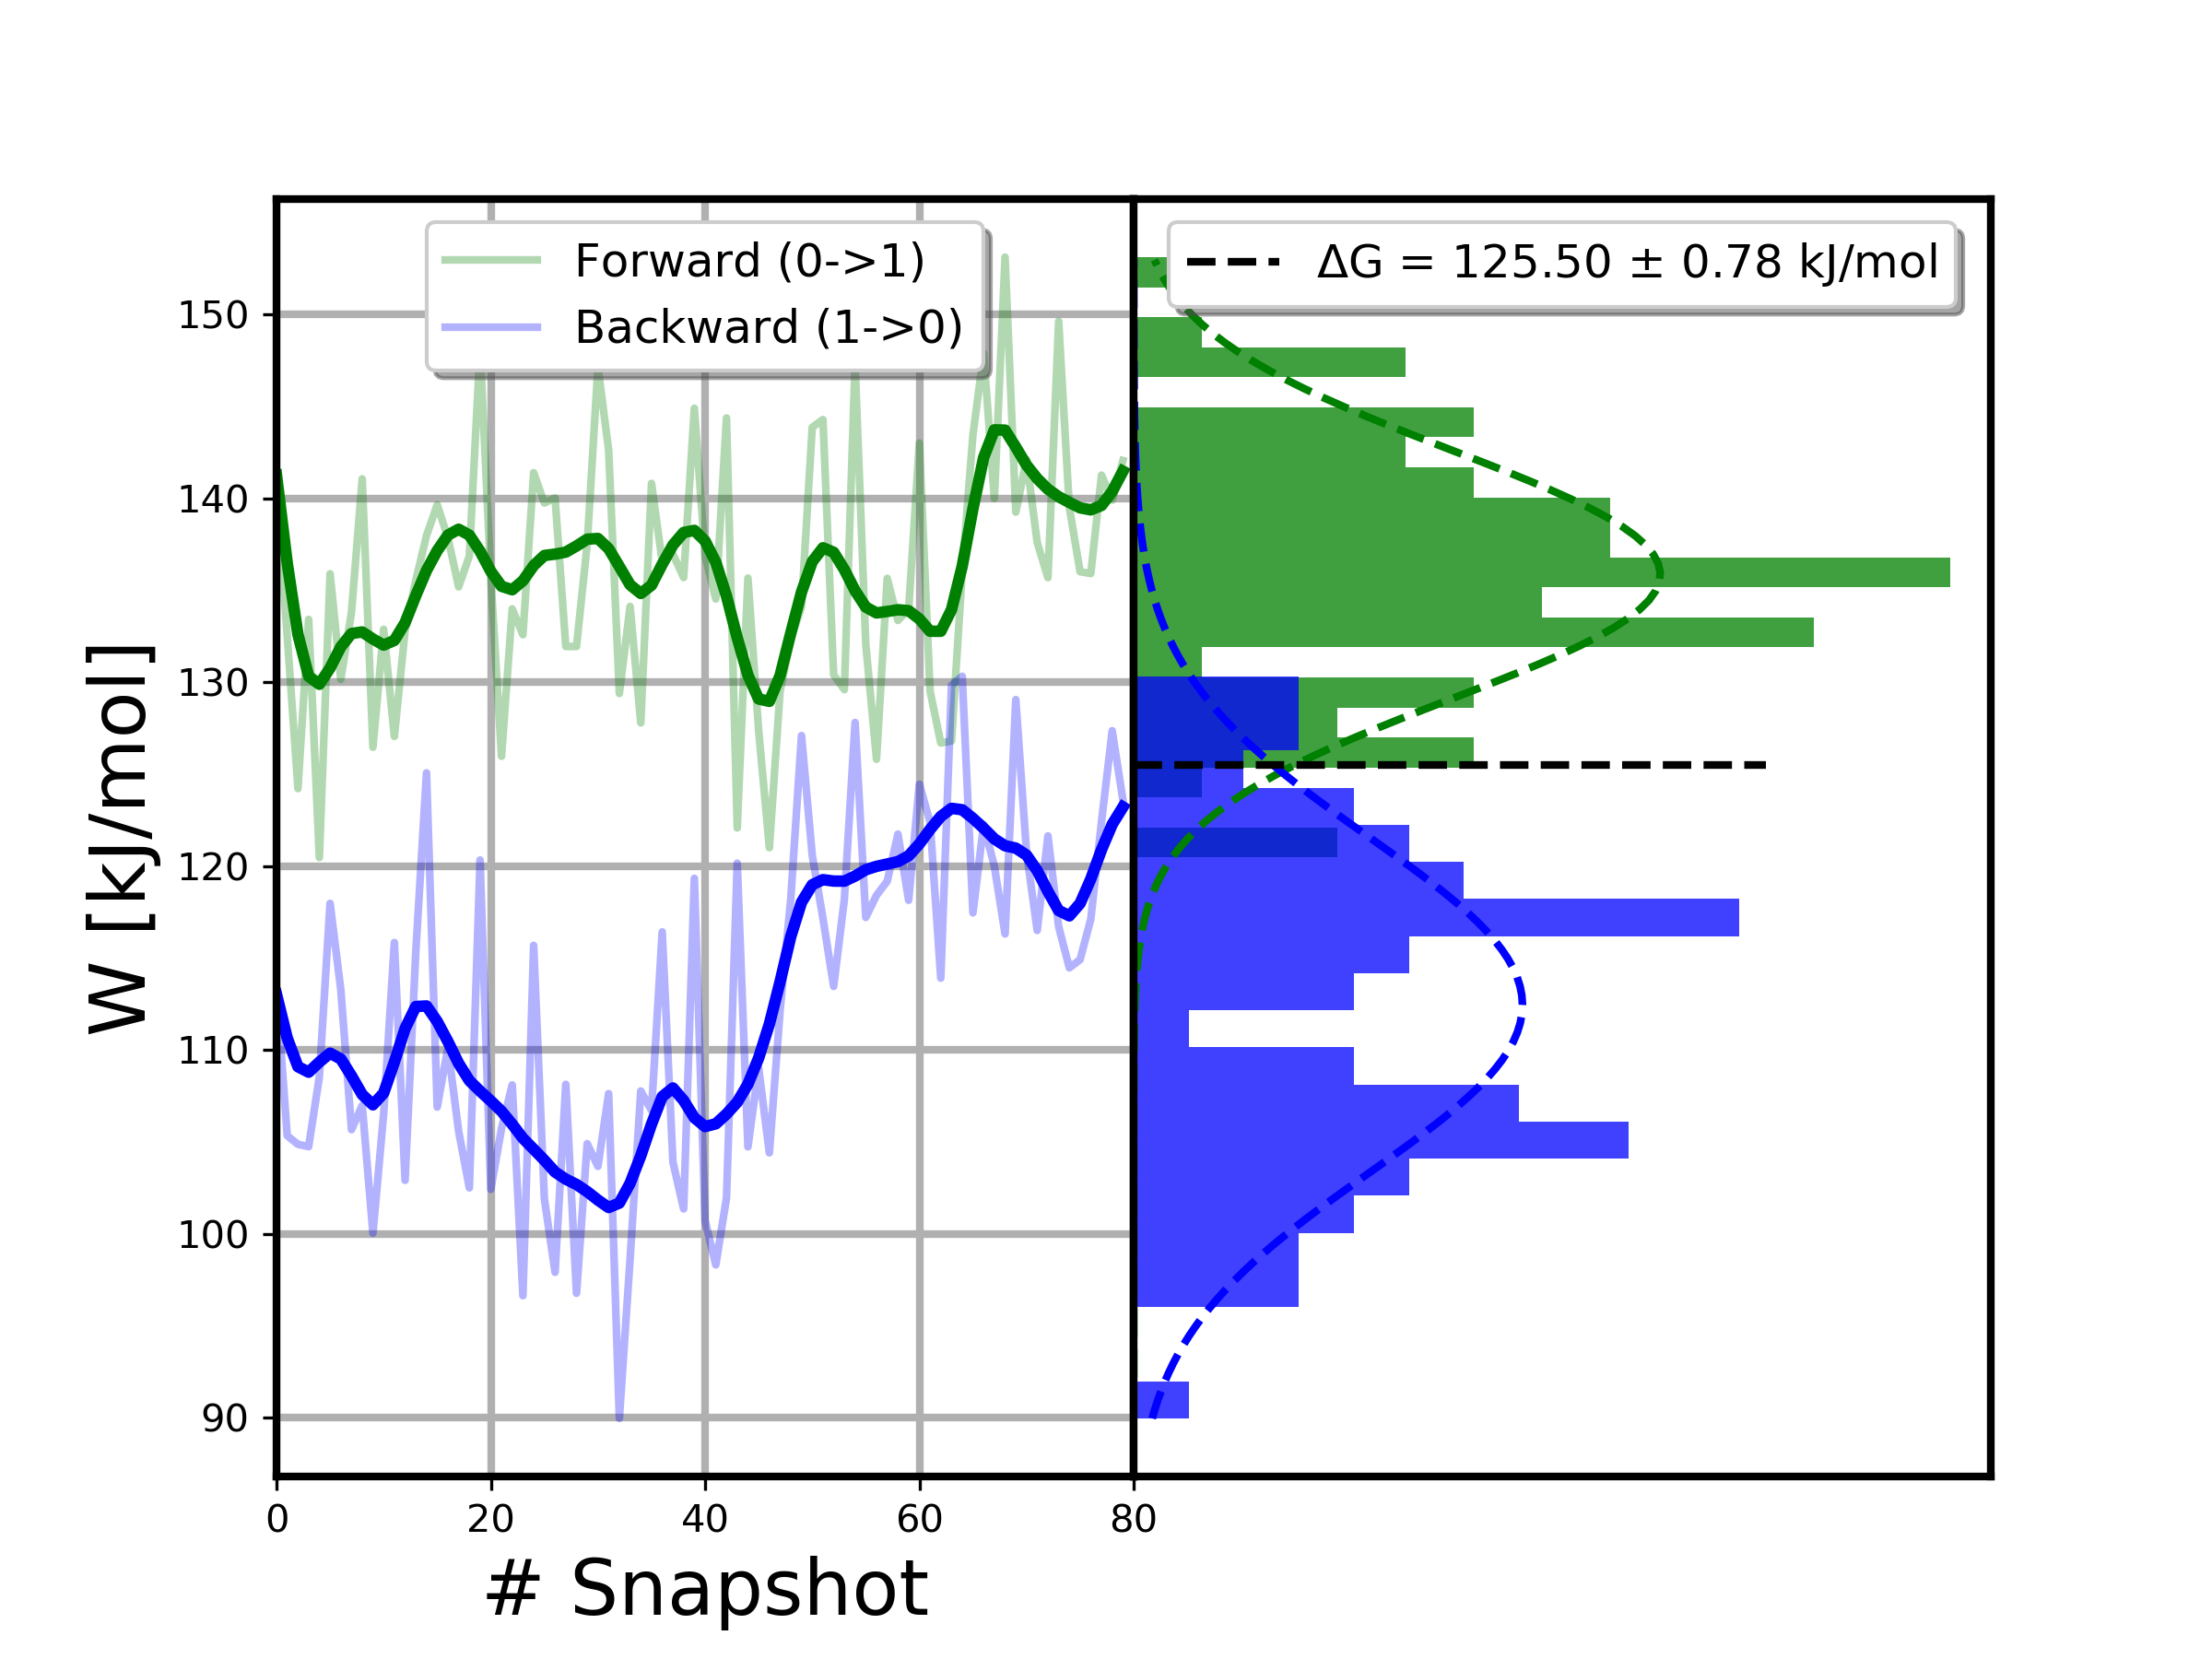 Forward (0->1)
Backward (1->0)
ΔG = 125.50 ± 0.78 kJ/mol
W [kJ/mol]
150
140
130
120
110
100
90
0 20 40 60 80
# Snapshot